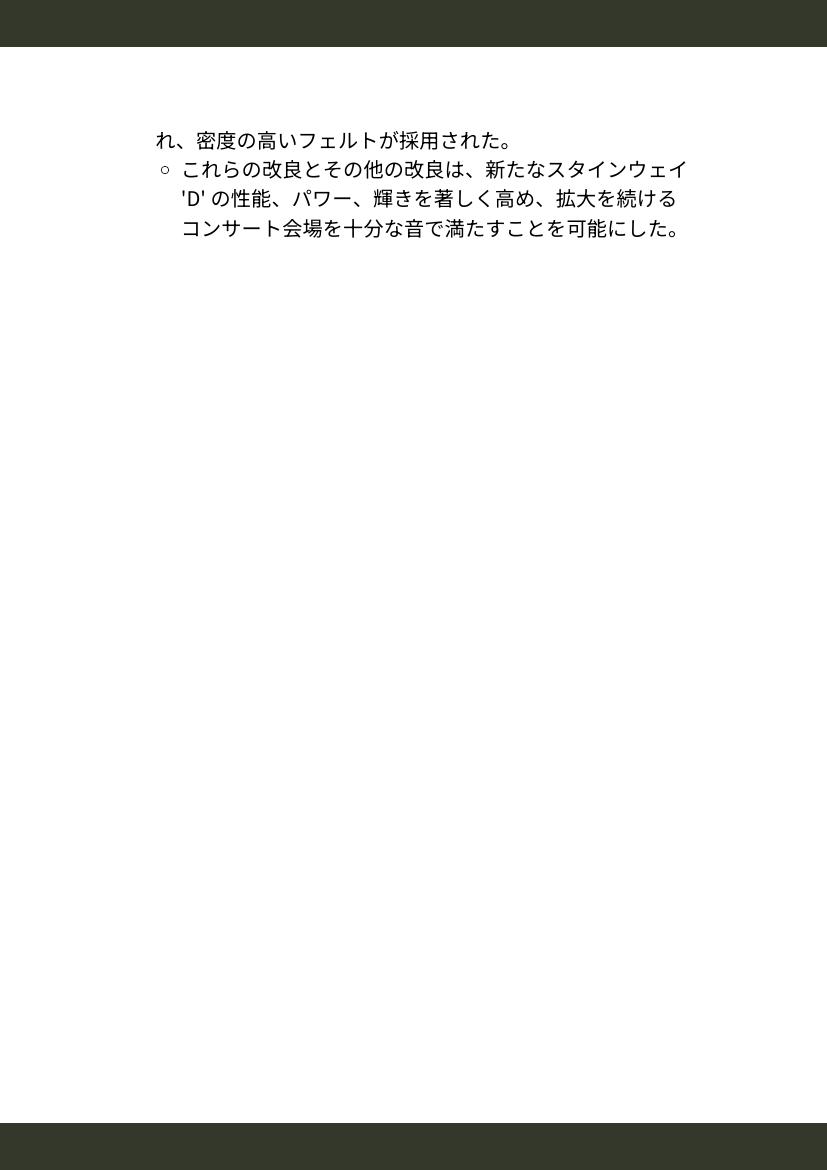 れ、密度の高いフェルトが採用された。
○ これらの改良とその他の改良は、新たなスタインウェイ
'D' の性能、パワー、輝きを著しく高め、拡大を続ける
コンサート会場を十分な音で満たすことを可能にした。